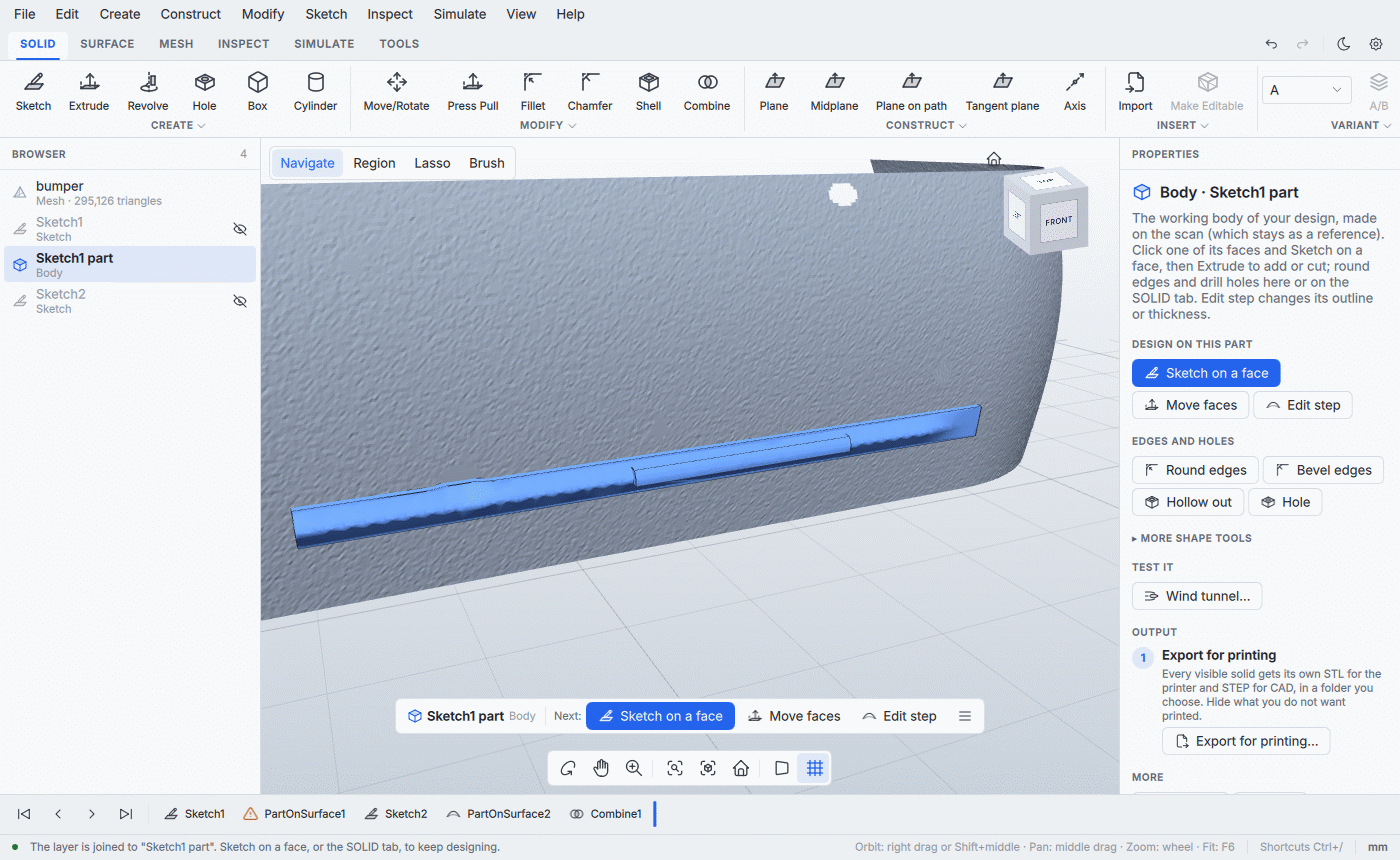 File Edit Create Construct Modify Sketch Inspect Simulate View Help
SOLID SURFACE MESH INSPECT SIMULATE TOOLS
Sketch Extrude Revolve Hole Box Cylinder Move/Rotate Press Pull Fillet Chamfer Shell Combine Plane Midplane Plane on path Tangent plane Axis Import Make Editable A A/B
CREATE MODIFY CONSTRUCT INSERT VARIANT
BROWSER 4
bumper
Mesh · 295,126 triangles
Sketch1
Sketch
Sketch1 part
Body
Sketch2
Sketch
Navigate Region Lasso Brush
TOP
FRONT
Sketch1 part Body Next: Sketch on a face Move faces Edit step
PROPERTIES
Body · Sketch1 part
The working body of your design, made
on the scan (which stays as a reference).
Click one of its faces and Sketch on a
face, then Extrude to add or cut; round
edges and drill holes here or on the
SOLID tab. Edit step changes its outline
or thickness.
DESIGN ON THIS PART
Sketch on a face
Move faces Edit step
EDGES AND HOLES
Round edges Bevel edges
Hollow out Hole
MORE SHAPE TOOLS
TEST IT
Wind tunnel...
OUTPUT
1 Export for printing
Every visible solid gets its own STL for the
printer and STEP for CAD, in a folder you
choose. Hide what you do not want
printed.
Export for printing...
MORE
Sketch1 PartOnSurface1 Sketch2 PartOnSurface2 Combine1
The layer is joined to "Sketch1 part". Sketch on a face, or the SOLID tab, to keep designing.
Orbit: right drag or Shift+middle · Pan: middle drag · Zoom: wheel · Fit: F6 Shortcuts Ctrl+/ mm